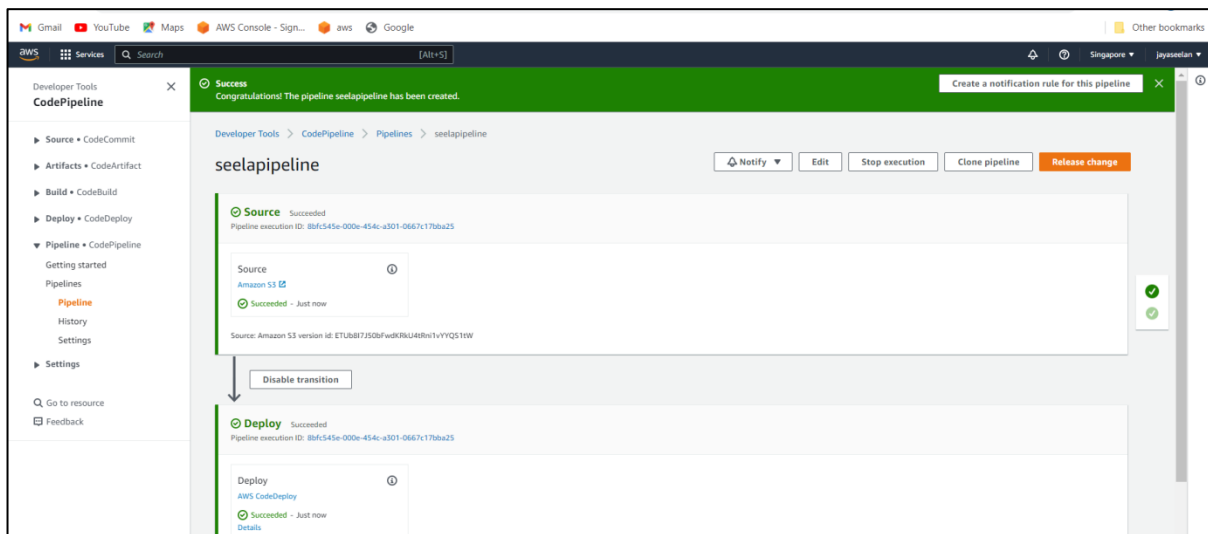 Gmail YouTube Maps AWS Console - Sign... aws Google Other bookmarks
aws Services Search [Alt+S] Singapore ▼ jayaseelan ▼
Developer Tools
CodePipeline
Source • CodeCommit
Artifacts • CodeArtifact
Build • CodeBuild
Deploy • CodeDeploy
Pipeline • CodePipeline
Getting started
Pipelines
Pipeline
History
Settings
Settings
Go to resource
Feedback
Success
Congratulations! The pipeline seelapipeline has been created.
Create a notification rule for this pipeline
Developer Tools > CodePipeline > Pipelines > seelapipeline
seelapipeline
Notify ▼ Edit Stop execution Clone pipeline Release change
Source Succeeded
Pipeline execution ID: 8bfc545e-000e-454c-a301-0667c17bba25
Source
Amazon S3
Succeeded - Just now
Source: Amazon S3 version id:
Disable transition
Deploy Succeeded
Pipeline execution ID: 8bfc545e-000e-454c-a301-0667c17bba25
Deploy
AWS CodeDeploy
Succeeded - Just now
Details